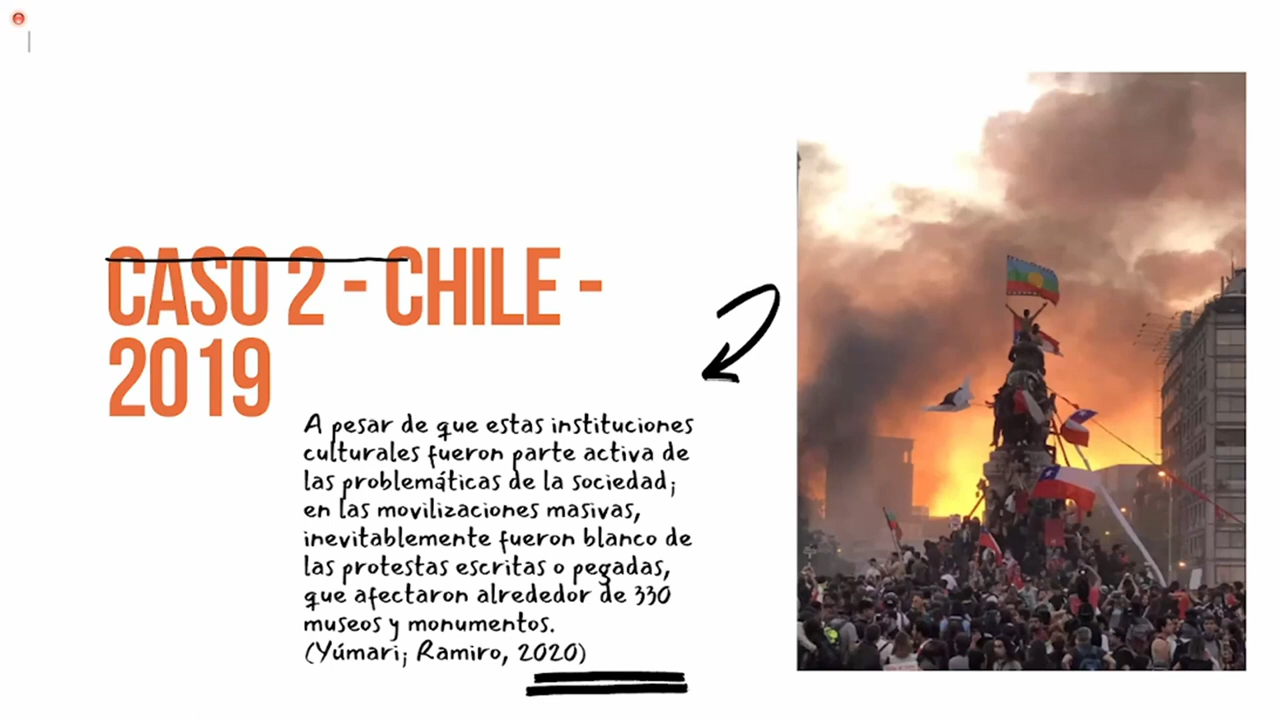 CASO 2 - CHILE -
2019
A pesar de que estas instituciones
culturales fueron parte activa de
las problemáticas de la sociedad;
en las movilizaciones masivas,
inevitablemente fueron blanco de
las protestas escritas o pegadas,
que afectaron alrededor de 330
museos y monumentos.
(Yúmari; Ramiro, 2020)